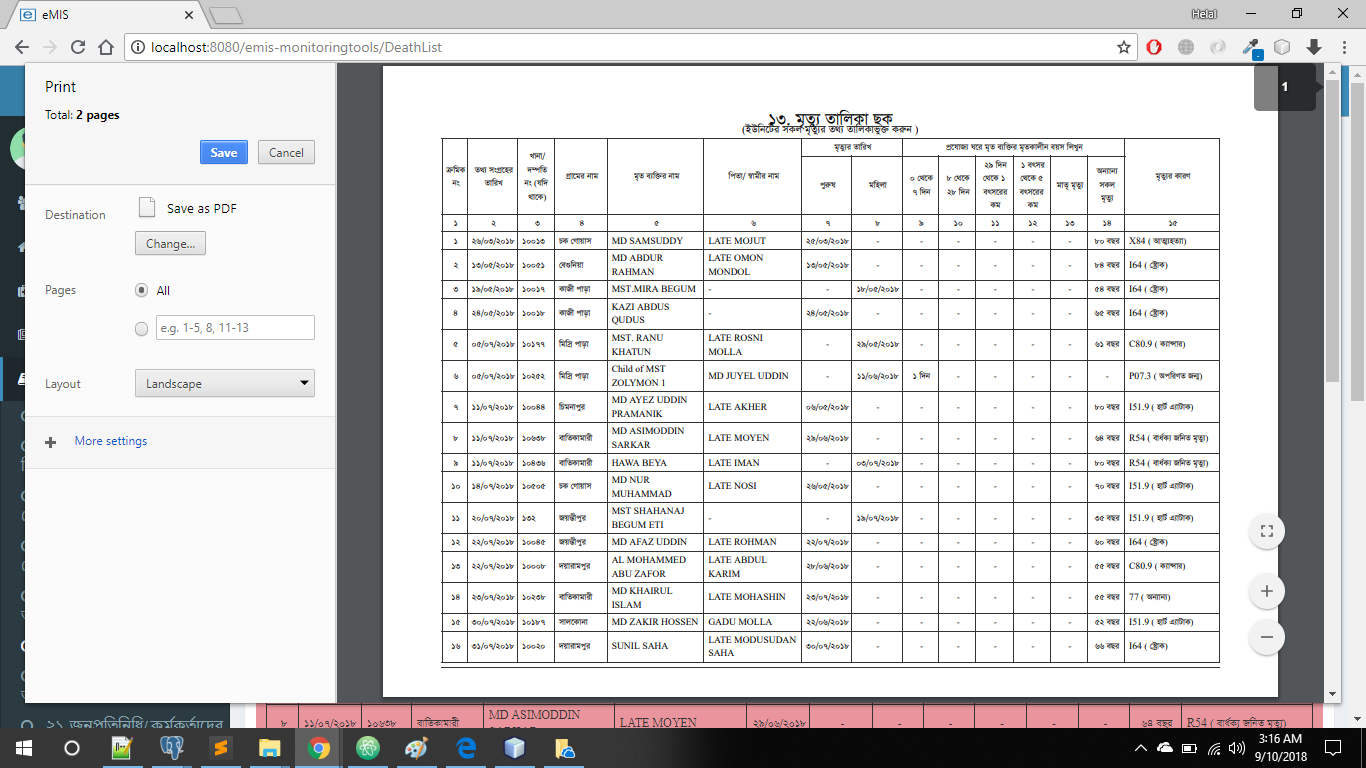 eMIS
Helal
localhost:8080/emis-monitoringtools/DeathList
Print
Total: 2 pages
Save Cancel
Destination Save as PDF
Change...
Pages All
e.g. 1-5, 8, 11-13
Layout Landscape
More settings
1
১৩. মৃত্যু তালিকা ছক
(ইউনিটের সকল মৃত্যুর তথ্য তালিকাভুক্ত করুন )
ক্রমিক নং তথ্য সংগ্রহের তারিখ খানা/ দম্পতি নং (যদি থাকে) গ্রামের নাম মৃত ব্যক্তির নাম পিতা/ স্বামীর নাম মৃত্যুর তারিখ প্রযোজ্য ঘরে মৃত ব্যক্তির মৃতকালীন বয়স লিখুন মৃত্যুর কারণ
পুরুষ মহিলা ০ থেকে ৭ দিন ৮ থেকে ২৮ দিন ২৯ দিন থেকে ১ বৎসরের কম ১ বৎসর থেকে ৫ বৎসরের কম মাতৃ মৃত্যু অন্যান্য সকল মৃত্যু
১ ২ ৩ ৪ ৫ ৬ ৭ ৮ ৯ ১০ ১১ ১২ ১৩ ১৪ ১৫
১ ২৬/০৩/২০১৮ ১০০১৩ চক গোয়াস MD SAMSUDDY LATE MOJUT ২৫/০৩/২০১৮ - - - - - - ৮০ বছর X84 ( আত্মহত্যা)
২ ১৩/০৫/২০১৮ ১০০৫১ বেগুনিয়া MD ABDUR RAHMAN LATE OMON MONDOL ১৩/০৫/২০১৮ - - - - - - ৮৪ বছর I64 ( স্ট্রোক)
৩ ১৯/০৫/২০১৮ ১০০১৭ কাজী পাড়া MST.MIRA BEGUM - - ১৮/০৫/২০১৮ - - - - - ৫৪ বছর I64 ( স্ট্রোক)
৪ ২৪/০৫/২০১৮ ১০০১৮ কাজী পাড়া KAZI ABDUS QUDUS - ২৪/০৫/২০১৮ - - - - - - ৬৫ বছর I64 ( স্ট্রোক)
৫ ০৫/০৭/২০১৮ ১০১৭৭ মিস্ত্রি পাড়া MST. RANU KHATUN LATE ROSNI MOLLA - ২৯/০৫/২০১৮ - - - - - ৬১ বছর C80.9 ( ক্যান্সার)
৬ ০৫/০৭/২০১৮ ১০২৫২ মিস্ত্রি পাড়া Child of MST ZOLYMON 1 MD JUYEL UDDIN - ১১/০৬/২০১৮ ১ দিন - - - - - P07.3 ( অপরিণত জন্ম)
৭ ১১/০৭/২০১৮ ১০০৪৪ চিমনাপুর MD AYEZ UDDIN PRAMANIK LATE AKHER ০৬/০৫/২০১৮ - - - - - - ৮০ বছর I51.9 ( হার্ট এ্যাটাক)
৮ ১১/০৭/২০১৮ ১০৬৩৮ বাতিকামারী MD ASIMODDIN SARKAR LATE MOYEN ২৯/০৬/২০১৮ - - - - - - ৬৪ বছর R54 ( বার্ধক্য জনিত মৃত্যু)
৯ ১১/০৭/২০১৮ ১০৪৩৬ বাতিকামারী HAWA BEYA LATE IMAN - ০৩/০৭/২০১৮ - - - - - ৮০ বছর R54 ( বার্ধক্য জনিত মৃত্যু)
১০ ১৪/০৭/২০১৮ ১০৫০৫ চক গোয়াস MD NUR MUHAMMAD LATE NOSI ২৬/০৫/২০১৮ - - - - - - ৭০ বছর I51.9 ( হার্ট এ্যাটাক)
১১ ২০/০৭/২০১৮ ১৩২ জয়ন্তীপুর MST SHAHANAJ BEGUM ETI - - ১৯/০৭/২০১৮ - - - - - ৩৫ বছর I51.9 ( হার্ট এ্যাটাক)
১২ ২২/০৭/২০১৮ ১০০৪৫ জয়ন্তীপুর MD AFAZ UDDIN LATE ROHMAN ২২/০৭/২০১৮ - - - - - - ৬০ বছর I64 ( স্ট্রোক)
১৩ ২২/০৭/২০১৮ ১০০০৮ দয়ারামপুর AL MOHAMMED ABU ZAFOR LATE ABDUL KARIM ২৮/০৬/২০১৮ - - - - - - ৫৫ বছর C80.9 ( ক্যান্সার)
১৪ ২৩/০৭/২০১৮ ১০২৩৮ বাতিকামারী MD KHAIRUL ISLAM LATE MOHASHIN ২৩/০৭/২০১৮ - - - - - - ৫৫ বছর 77 ( অন্যান্য)
১৫ ৩০/০৭/২০১৮ ১০১৮৭ সালকোনা MD ZAKIR HOSSEN GADU MOLLA ২২/০৬/২০১৮ - - - - - - ৫২ বছর I51.9 ( হার্ট এ্যাটাক)
১৬ ৩১/০৭/২০১৮ ১০০২০ দয়ারামপুর SUNIL SAHA LATE MODUSUDAN SAHA ৩০/০৭/২০১৮ - - - - - - ৬৬ বছর I64 ( স্ট্রোক)
২১ জনপ্রতিনিধি/ কর্মকর্তাদের
৮ ১১/০৭/২০১৮ ১০৬৩৮ বাতিকামারী MD ASIMODDIN LATE MOYEN ২৯/০৬/২০১৮ - - - - - - ৬৪ বছর R54 ( বার্ধক্য জনিত মৃত্যু)
3:16 AM
9/10/2018